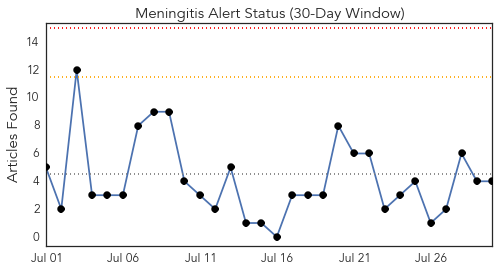 Meningitis Alert Status (30-Day Window)
Articles Found
14
12
10
8
6
4
2
0
Jul 01 Jul 06 Jul 11 Jul 16 Jul 21 Jul 26